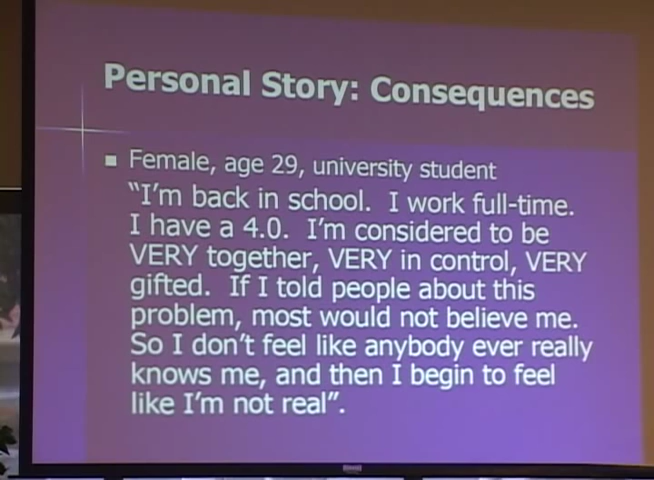 Personal Story: Consequences
■ Female, age 29, university student
"I'm back in school. I work full-time.
I have a 4.0. I'm considered to be
VERY together, VERY in control, VERY
gifted. If I told people about this
problem, most would not believe me.
So I don't feel like anybody ever really
knows me, and then I begin to feel
like I'm not real".